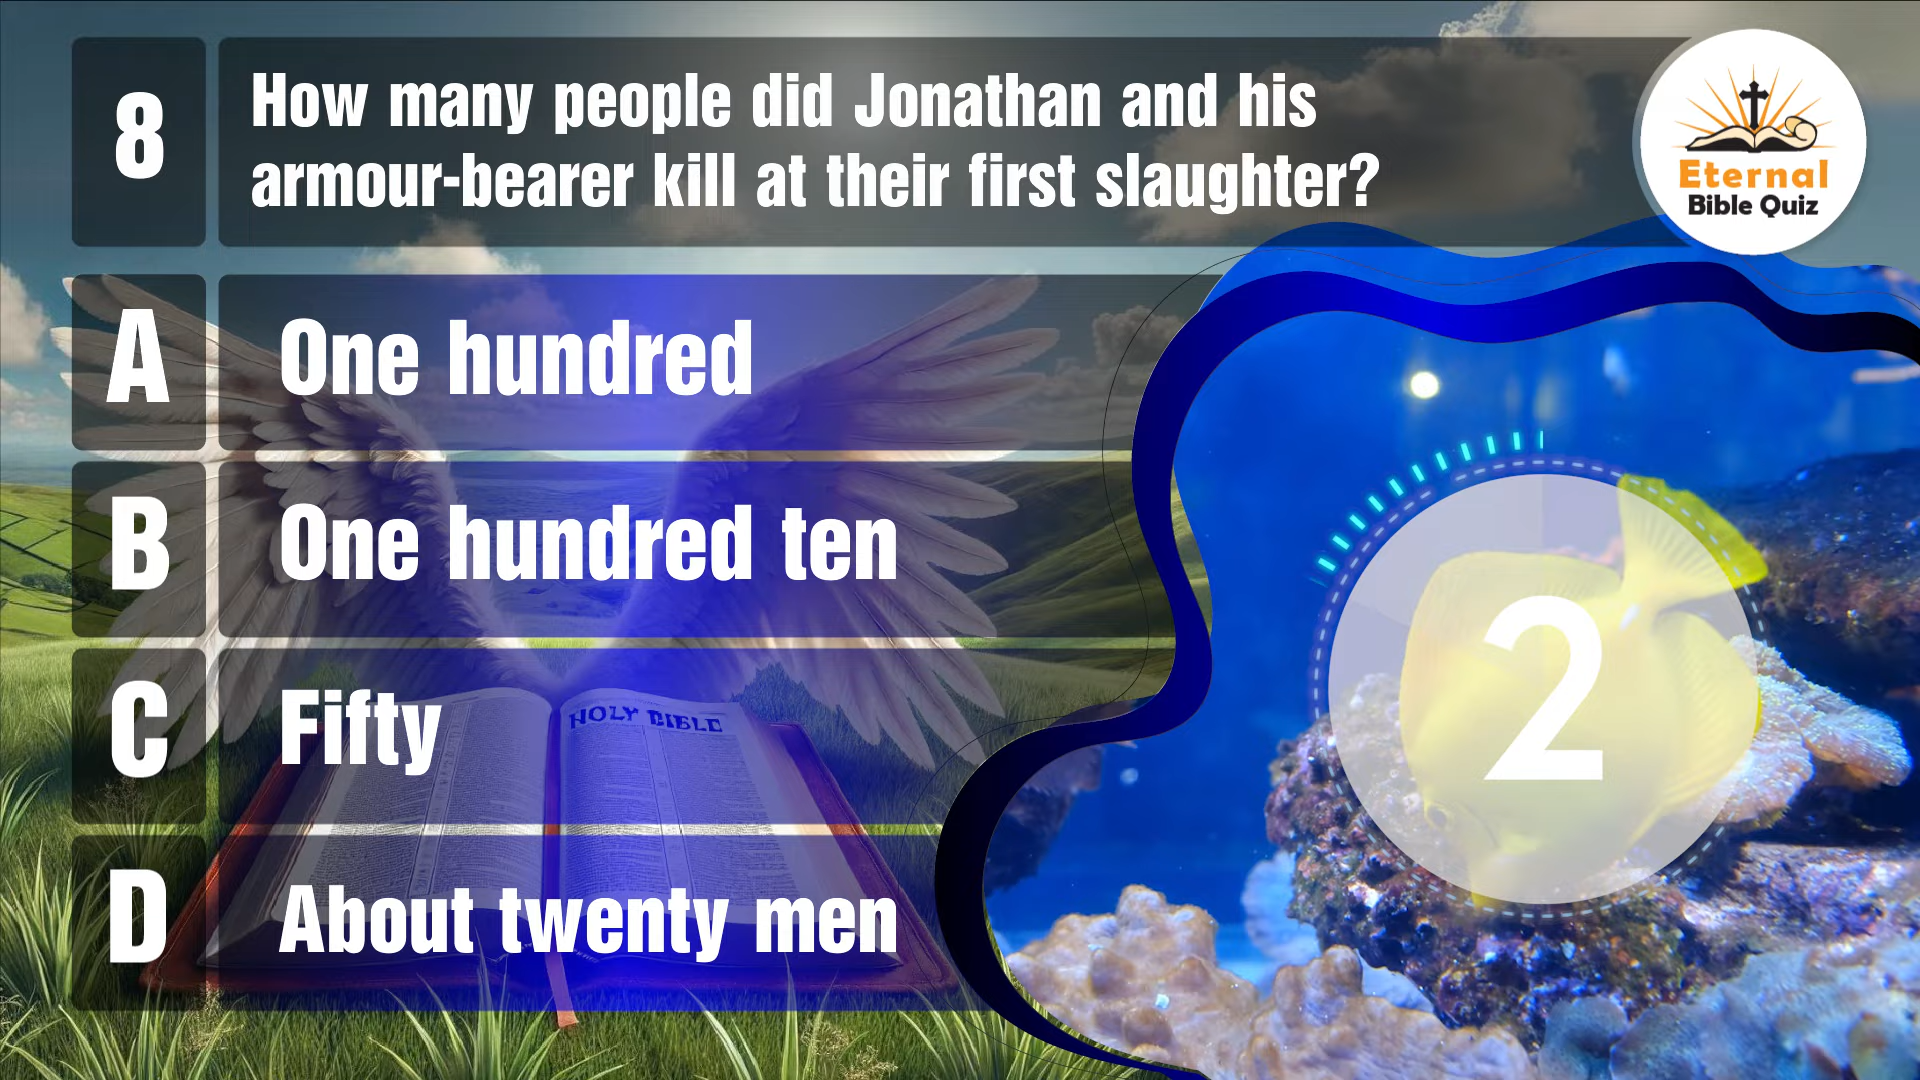 8
How many people did Jonathan and his
armour-bearer kill at their first slaughter?
Eternal
Bible Quiz
A
One hundred
B
One hundred ten
C
Fifty
HOLY BIBLE
D
About twenty men
2